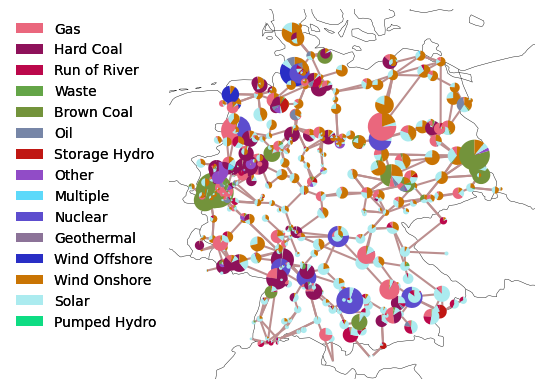 Gas
Hard Coal
Run of River
Waste
Brown Coal
Oil
Storage Hydro
Other
Multiple
Nuclear
Geothermal
Wind Offshore
Wind Onshore
Solar
Pumped Hydro